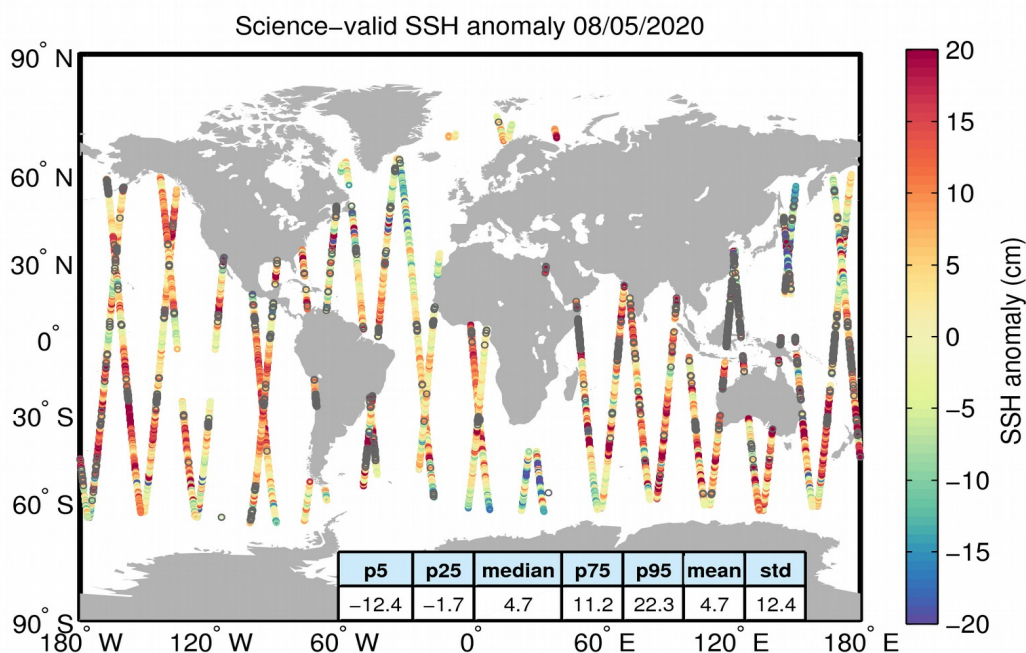 Science−valid SSH anomaly 08/05/2020
90° N
60° N
30° N
0°
30° S
60° S
90° S
180° W
120° W
60° W
0°
60° E
120° E
180° E
p5 p25 median p75 p95 mean std
−12.4 −1.7 4.7 11.2 22.3 4.7 12.4
20
15
10
5
0
−5
−10
−15
−20
SSH anomaly (cm)